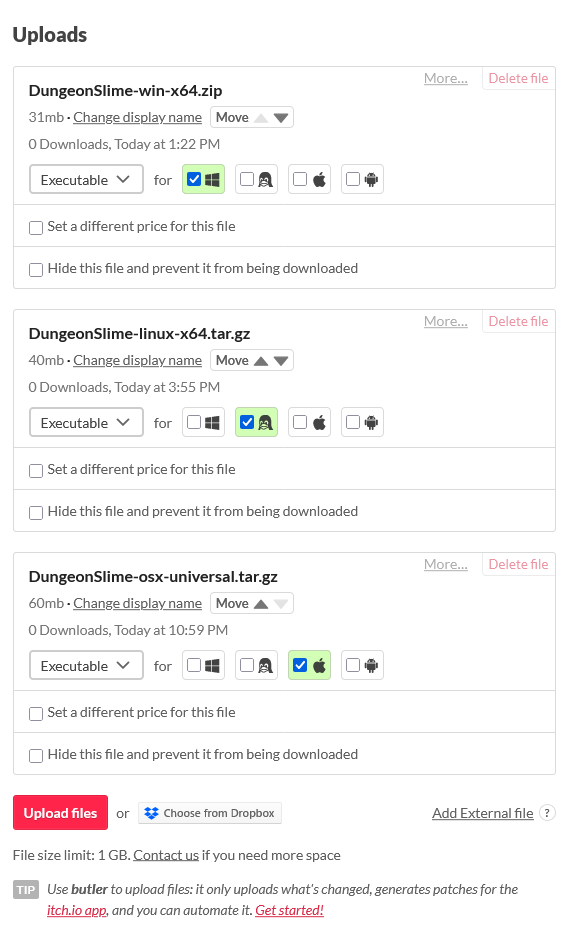 Uploads
More... Delete file
DungeonSlime-win-x64.zip
31mb · Change display name Move
0 Downloads, Today at 1:22 PM
Executable for
Set a different price for this file
Hide this file and prevent it from being downloaded
More... Delete file
DungeonSlime-linux-x64.tar.gz
40mb · Change display name Move
0 Downloads, Today at 3:55 PM
Executable for
Set a different price for this file
Hide this file and prevent it from being downloaded
More... Delete file
DungeonSlime-osx-universal.tar.gz
60mb · Change display name Move
0 Downloads, Today at 10:59 PM
Executable for
Set a different price for this file
Hide this file and prevent it from being downloaded
Upload files or Choose from Dropbox Add External file ?
File size limit: 1 GB. Contact us if you need more space
TIP Use butler to upload files: it only uploads what's changed, generates patches for the
itch.io app, and you can automate it. Get started!